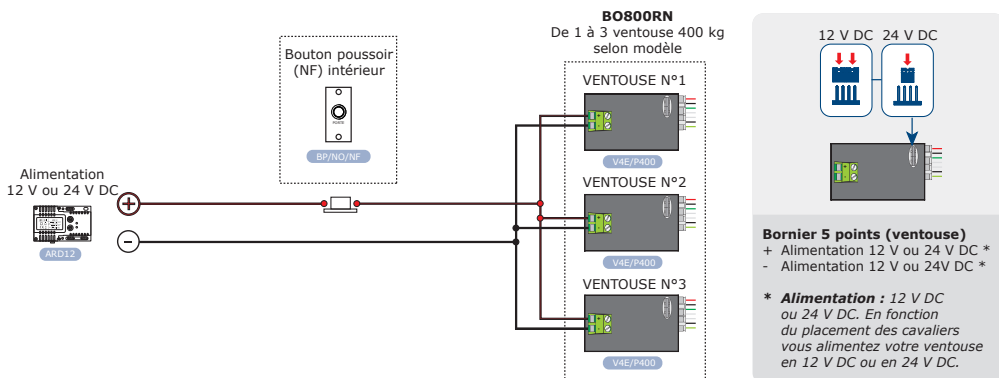 BO800RN
De 1 à 3 ventouse 400 kg
selon modèle
Bouton poussoir
(NF) intérieur
BP/NO/NF
Alimentation
12 V ou 24 V DC
ARD12
+
-
VENTOUSE N°1
V4E/P400
VENTOUSE N°2
V4E/P400
VENTOUSE N°3
V4E/P400
12 V DC 24 V DC
Bornier 5 points (ventouse)
+ Alimentation 12 V ou 24 V DC *
- Alimentation 12 V ou 24V DC *
* Alimentation : 12 V DC
ou 24 V DC. En fonction
du placement des cavaliers
vous alimentez votre ventouse
en 12 V DC ou en 24 V DC.